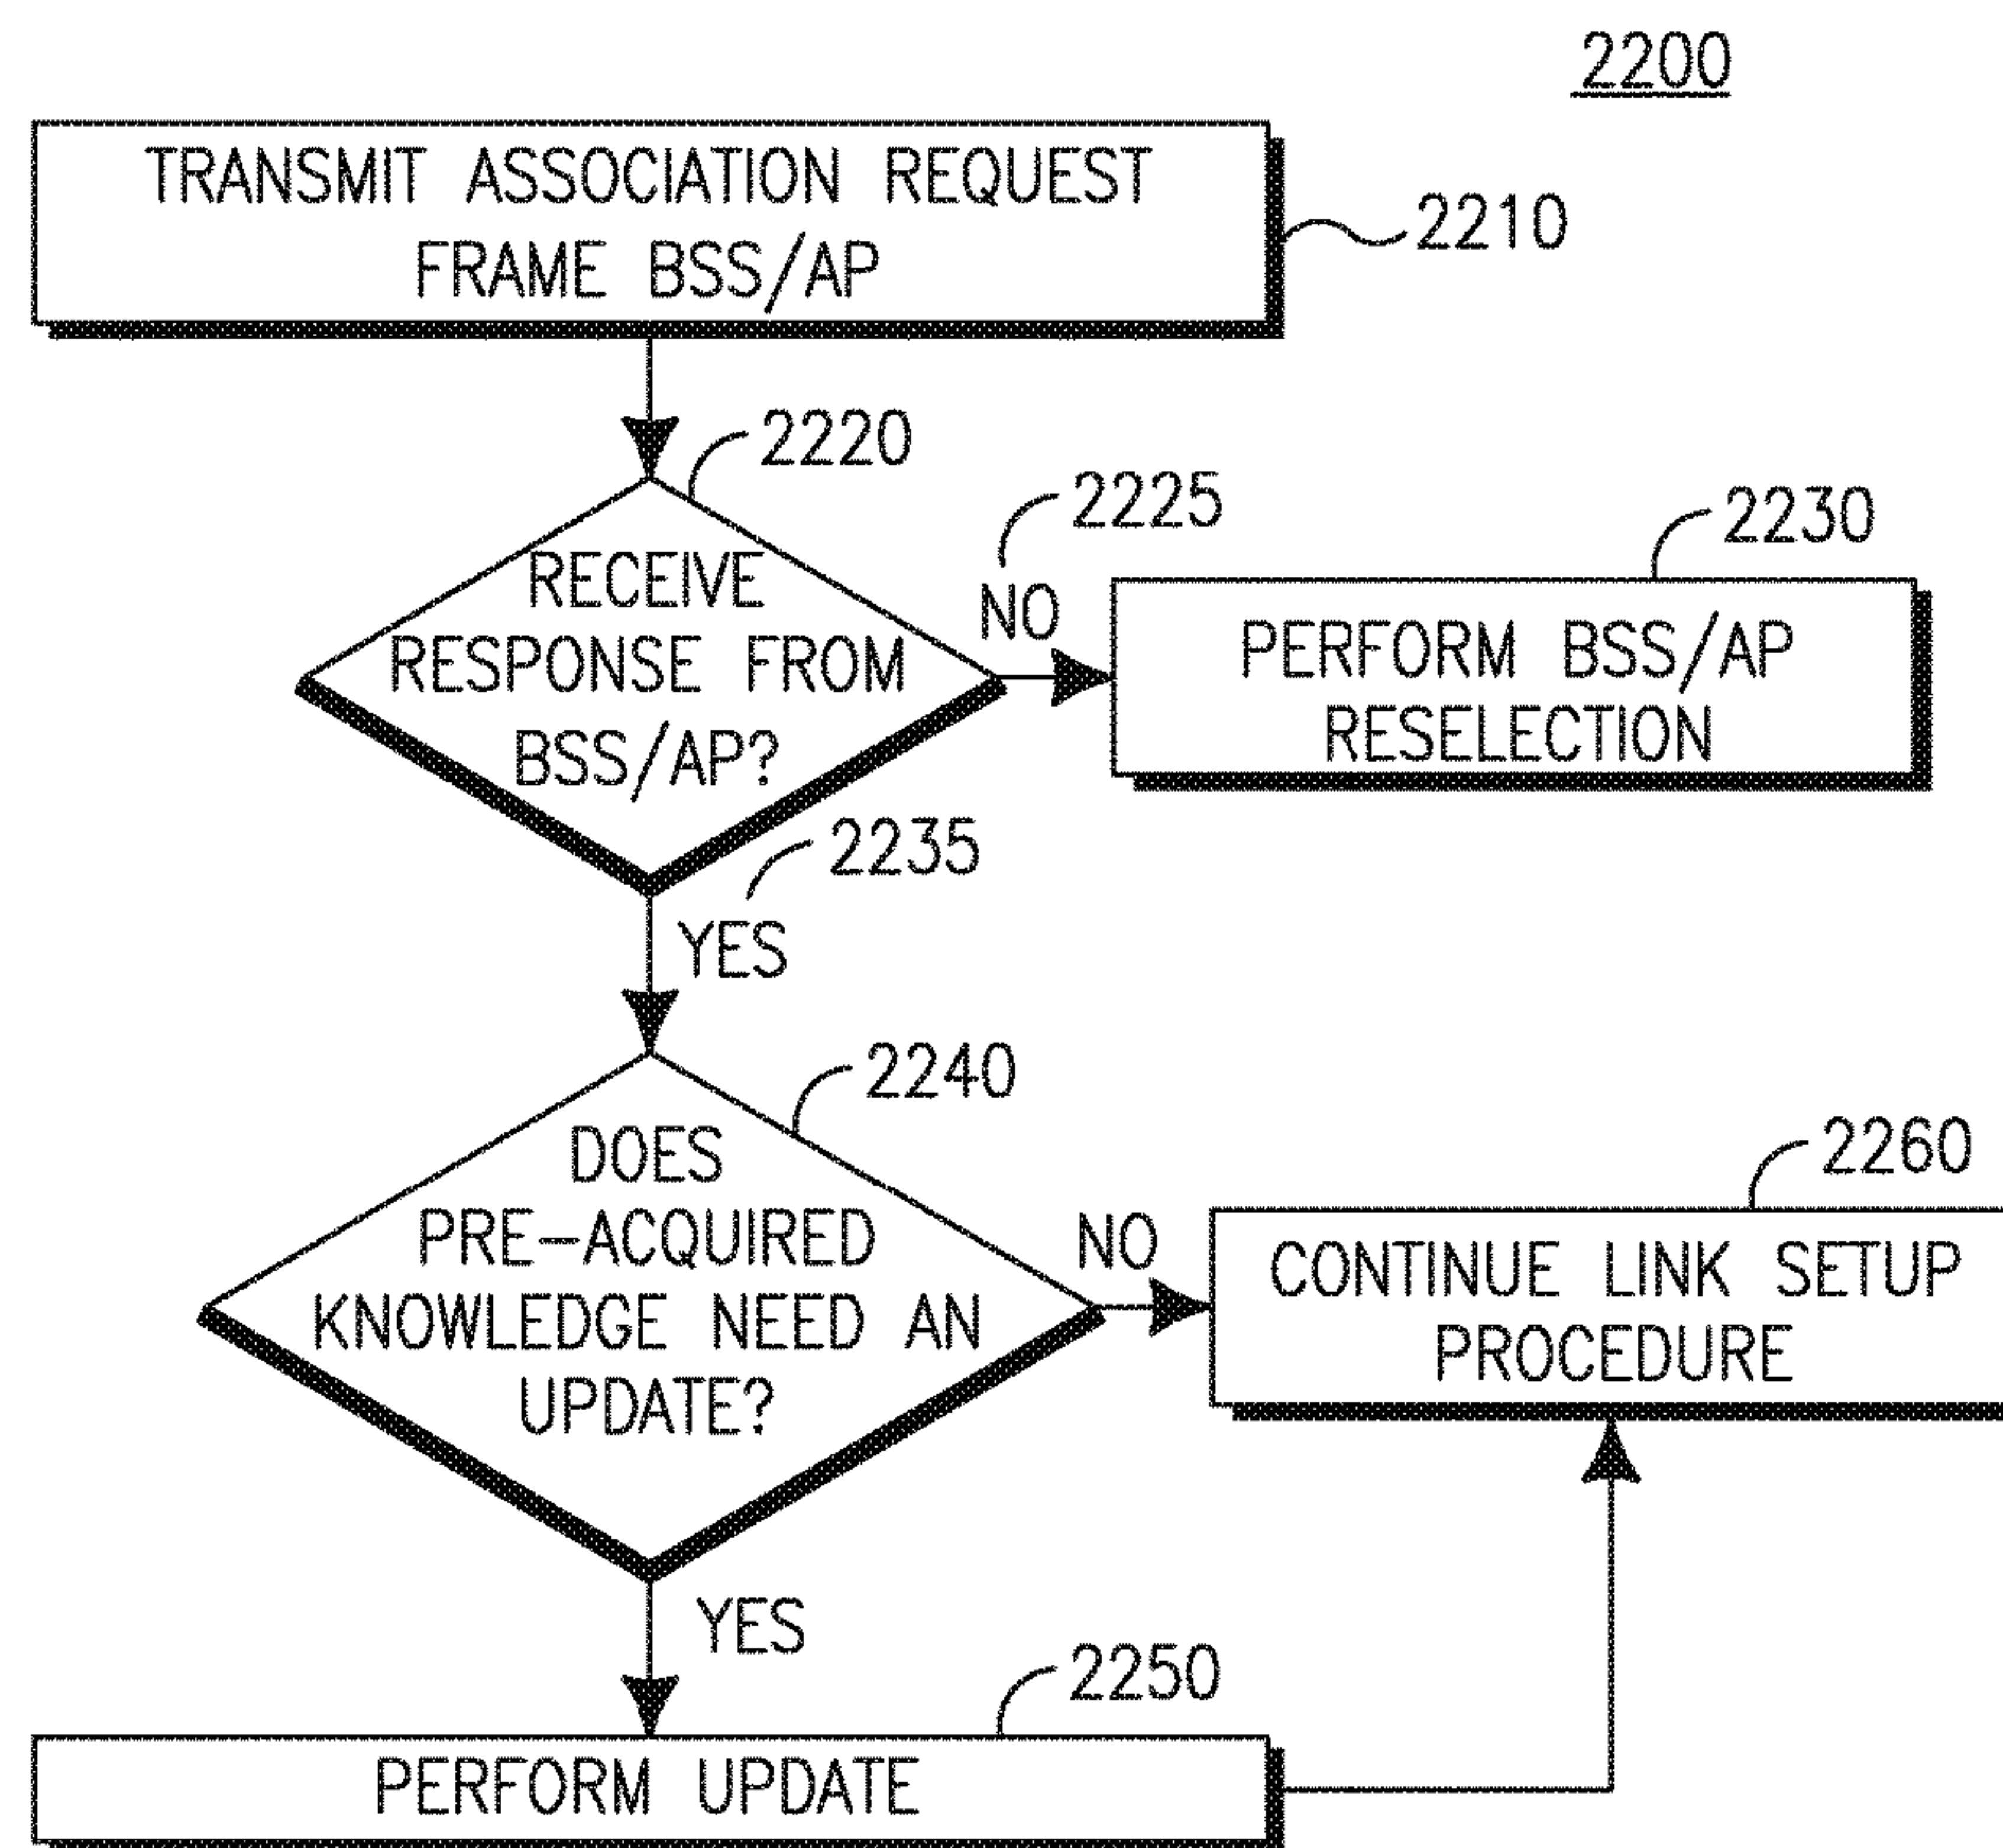 2200
TRANSMIT ASSOCIATION REQUEST
FRAME BSS/AP
2210
2220
RECEIVE
RESPONSE FROM
BSS/AP?
2225
NO
2230
PERFORM BSS/AP
RESELECTION
2235
YES
2240
DOES
PRE-ACQUIRED
KNOWLEDGE NEED AN
UPDATE?
NO
2260
CONTINUE LINK SETUP
PROCEDURE
YES
2250
PERFORM UPDATE